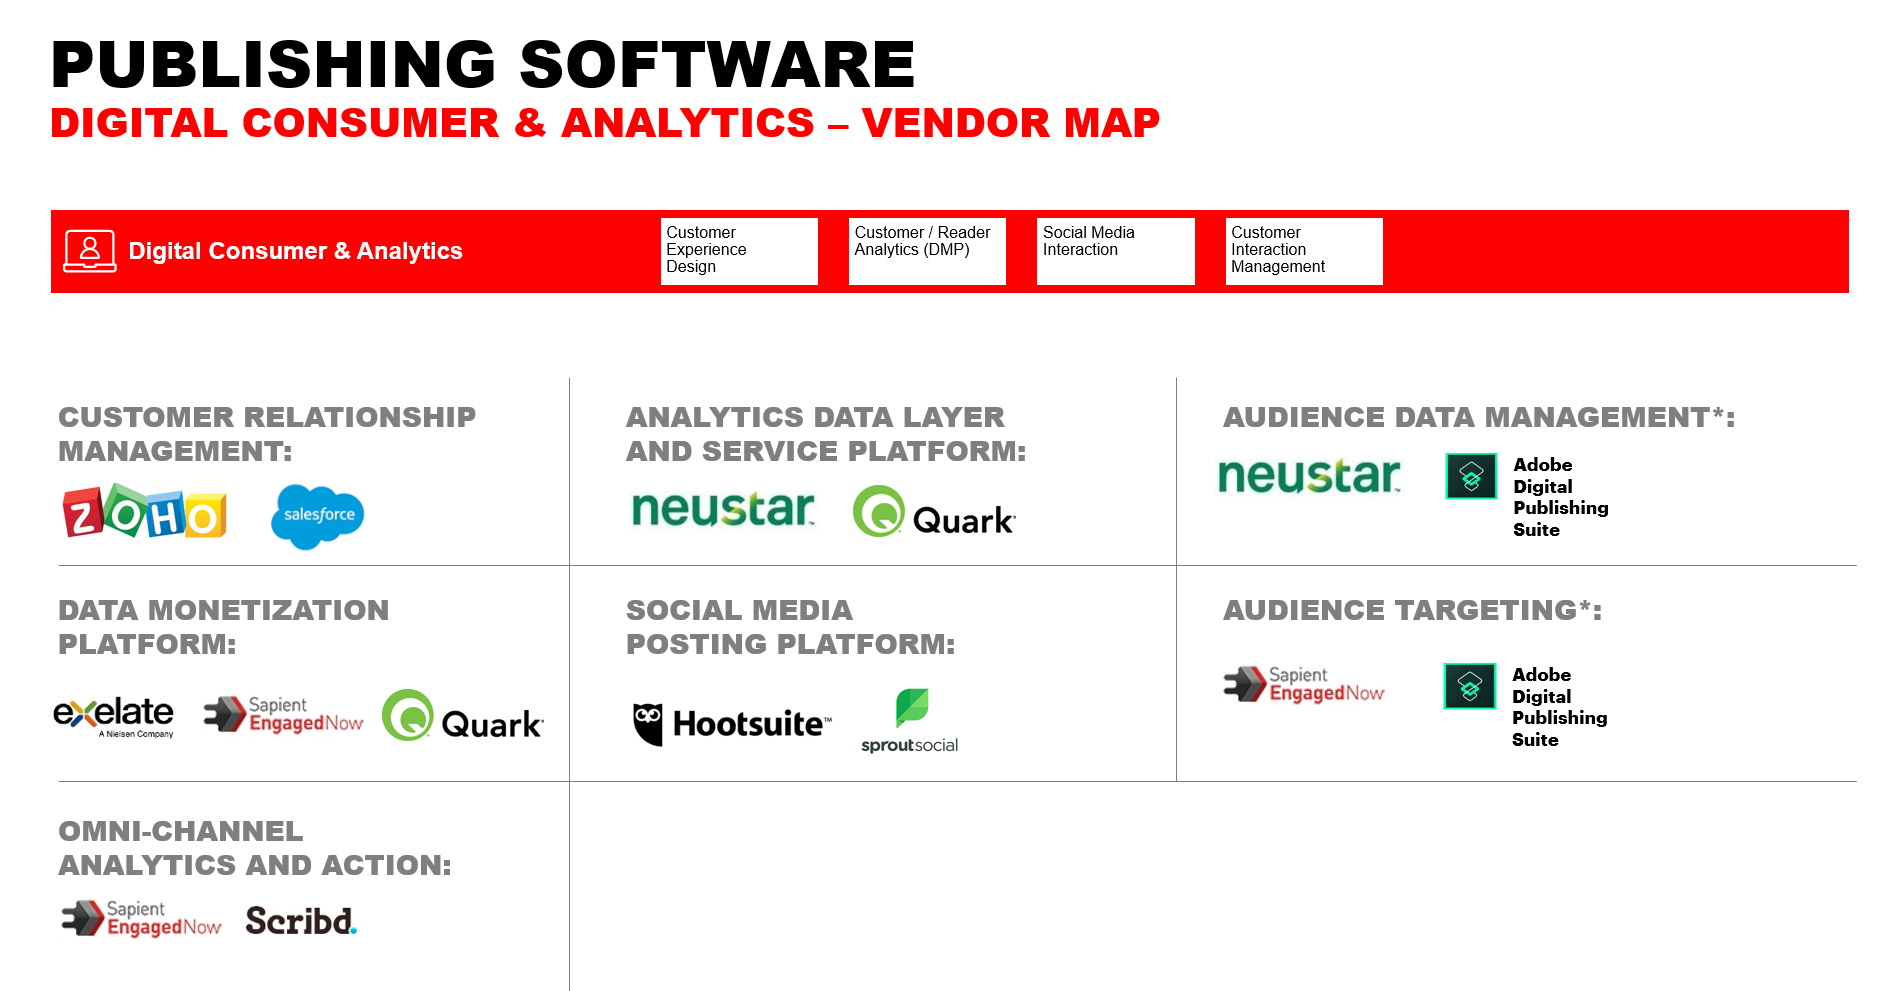 PUBLISHING SOFTWARE
DIGITAL CONSUMER & ANALYTICS – VENDOR MAP
Digital Consumer & Analytics
Customer
Experience
Design
Customer / Reader
Analytics (DMP)
Social Media
Interaction
Customer
Interaction
Management
CUSTOMER RELATIONSHIP
MANAGEMENT:
ZOHO
salesforce
ANALYTICS DATA LAYER
AND SERVICE PLATFORM:
neustar™
Quark
AUDIENCE DATA MANAGEMENT*:
neustar™
Adobe
Digital
Publishing
Suite
DATA MONETIZATION
PLATFORM:
exelate
A Nielsen Company
Sapient
EngagedNow
Quark
SOCIAL MEDIA
POSTING PLATFORM:
Hootsuite™
sproutsocial
AUDIENCE TARGETING*:
Sapient
EngagedNow
Adobe
Digital
Publishing
Suite
OMNI-CHANNEL
ANALYTICS AND ACTION:
Sapient
EngagedNow
Scribd.